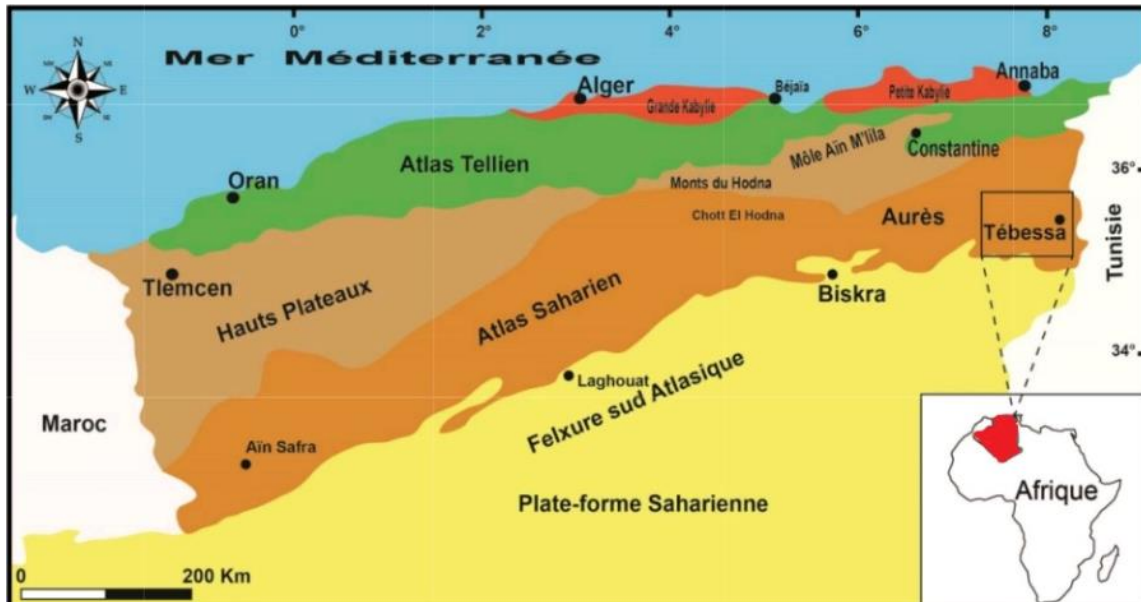 0° 2° 4° 6° 8°
Mer Méditerranée
N
W E
S
Alger
Béjaïa
Annaba
Grande Kabylie
Petite Kabylie
Atlas Tellien
Môle Aïn M'lila
Constantine
36°
Oran
Monts du Hodna
Chott El Hodna
Aurès
Tébessa
Tunisie
Tlemcen
Hauts Plateaux
Atlas Saharien
Biskra
34°
Laghouat
Felxure sud Atlasique
Maroc
Aïn Safra
Plate-forme Saharienne
Afrique
0 200 Km